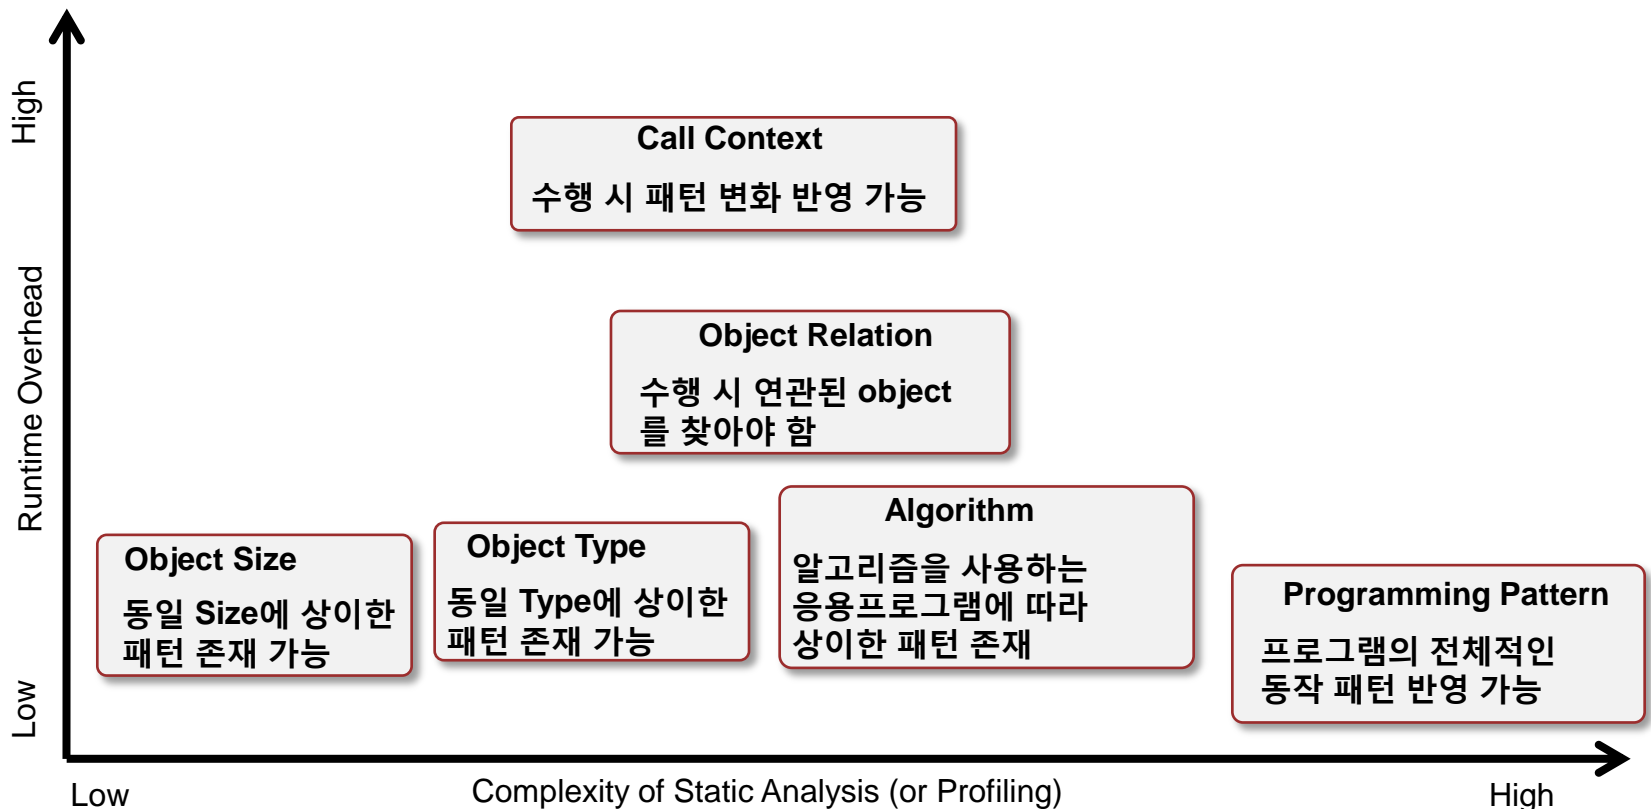 High
Runtime Overhead
Low
Call Context
수행 시 패턴 변화 반영 가능
Object Relation
수행 시 연관된 object
를 찾아야 함
Object Size
동일 Size에 상이한
패턴 존재 가능
Object Type
동일 Type에 상이한
패턴 존재 가능
Algorithm
알고리즘을 사용하는
응용프로그램에 따라
상이한 패턴 존재
Programming Pattern
프로그램의 전체적인
동작 패턴 반영 가능
Low
Complexity of Static Analysis (or Profiling)
High